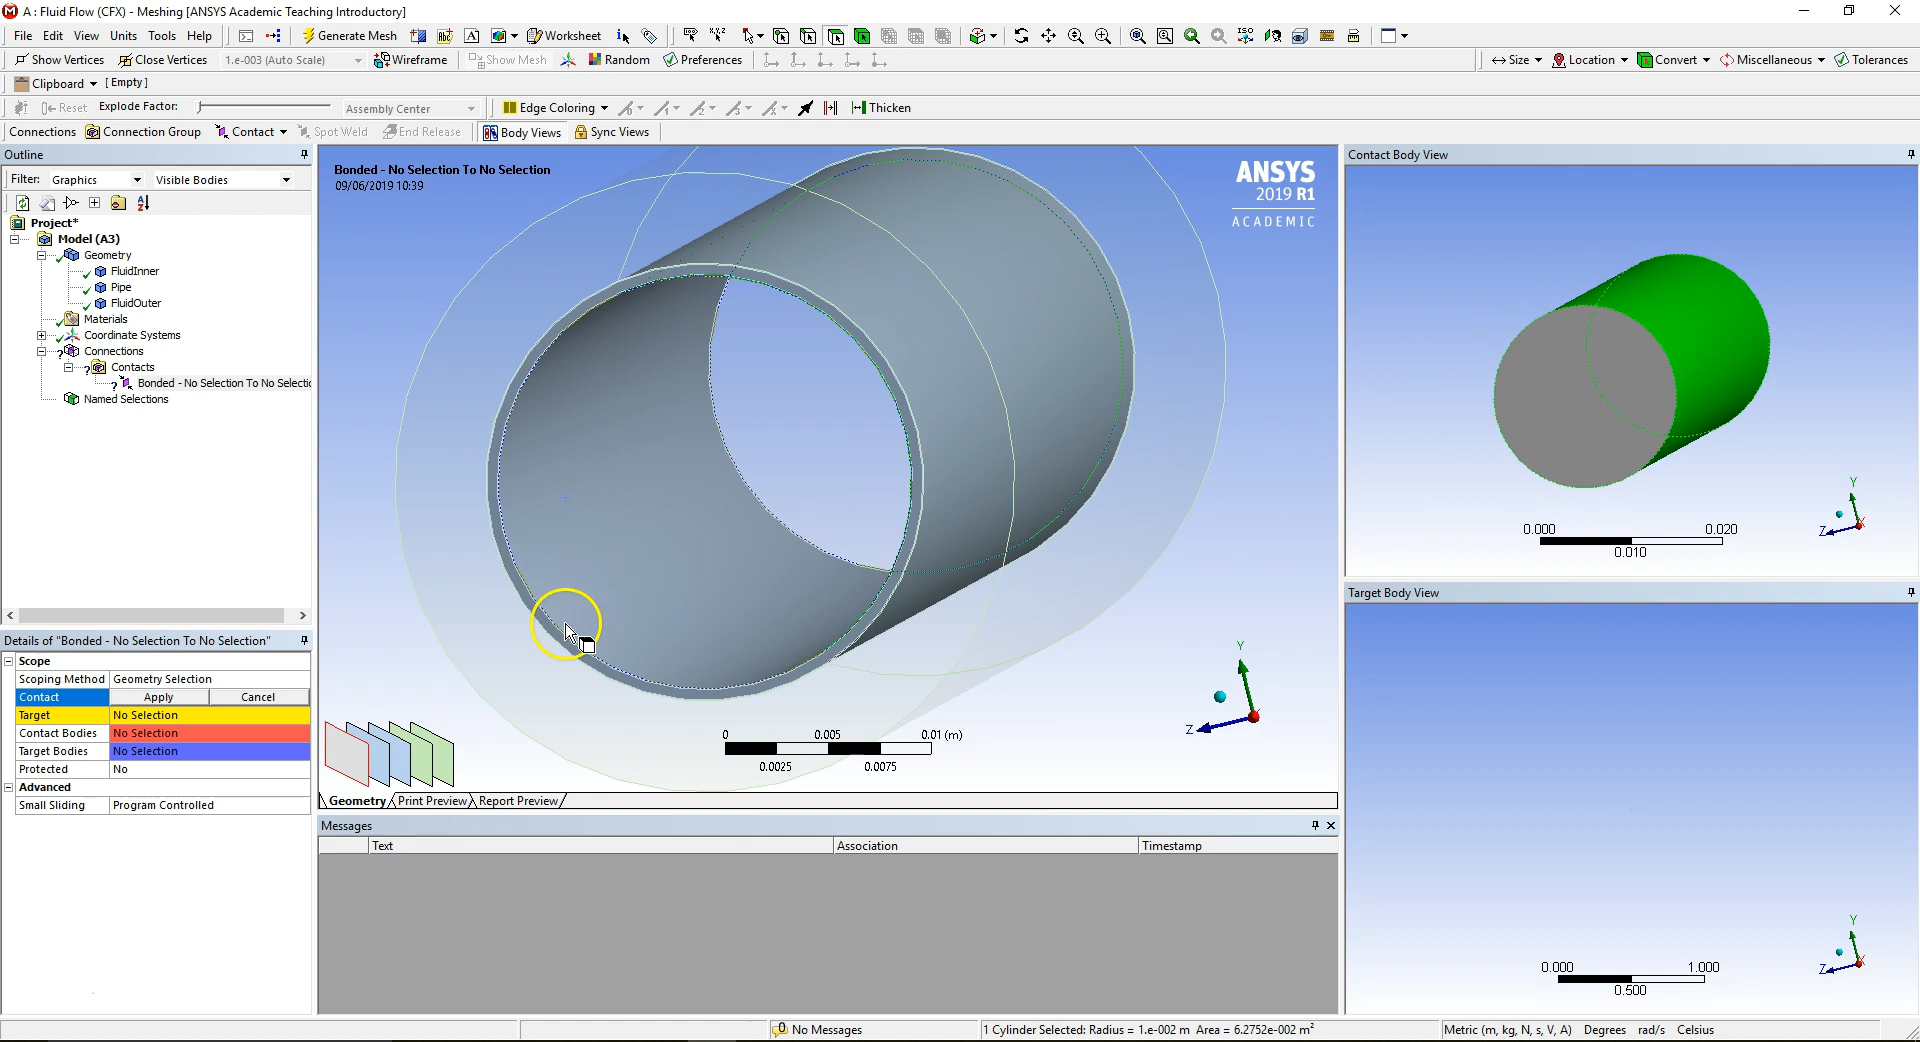 A : Fluid Flow (CFX) - Meshing [ANSYS Academic Teaching Introductory]
File Edit View Units Tools Help Generate Mesh Worksheet
Show Vertices Close Vertices 1.e-003 (Auto Scale) Wireframe Show Mesh Random Preferences Size Location Convert Miscellaneous Tolerances
Clipboard [Empty]
Reset Explode Factor: Assembly Center Edge Coloring Thicken
Connections Connection Group Contact Spot Weld End Release Body Views Sync Views
Outline
Filter: Graphics Visible Bodies
Project*
Model (A3)
Geometry
FluidInner
Pipe
FluidOuter
Materials
Coordinate Systems
Connections
Contacts
Bonded - No Selection To No Selectic
Named Selections
Details of "Bonded - No Selection To No Selection"
Scope
Scoping Method Geometry Selection
Contact Apply Cancel
Target No Selection
Contact Bodies No Selection
Target Bodies No Selection
Protected No
Advanced
Small Sliding Program Controlled
Bonded - No Selection To No Selection
09/06/2019 10:39
ANSYS
2019 R1
ACADEMIC
Y
Z
X
0 0.005 0.01 (m)
0.0025 0.0075
Geometry Print Preview Report Preview
Messages
Text Association Timestamp
Contact Body View
Y
Z
X
0.000 0.020
0.010
Target Body View
Y
Z
X
0.000 1.000
0.500
0 No Messages 1 Cylinder Selected: Radius = 1.e-002 m Area = 6.2752e-002 m² Metric (m, kg, N, s, V, A) Degrees rad/s Celsius